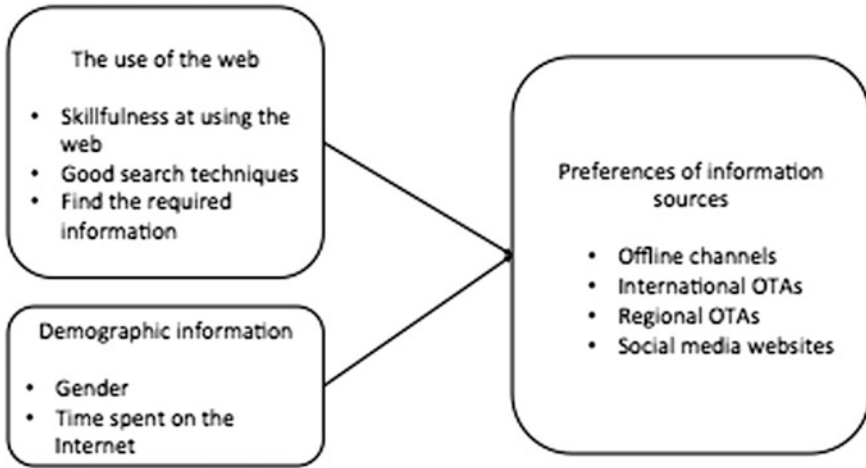 The use of the web
• Skillfulness at using the
web
• Good search techniques
• Find the required
information
Demographic information
• Gender
• Time spent on the
Internet
Preferences of information
sources
• Offline channels
• International OTAs
• Regional OTAs
• Social media websites